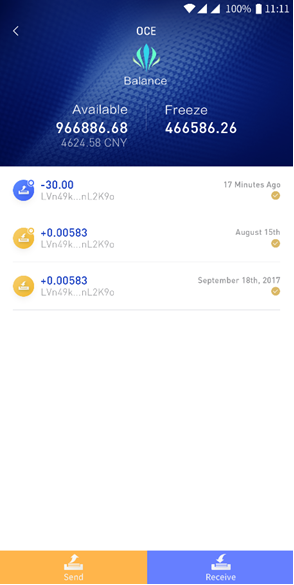 100% 11:11
OCE
Balance
Available
966886.68
4624.58 CNY
Freeze
466586.26
-30.00
LVn49k...nL2K9o
17 Minutes Ago
+0.00583
LVn49k...nL2K9o
August 15th
+0.00583
LVn49k...nL2K9o
September 18th, 2017
Send
Receive